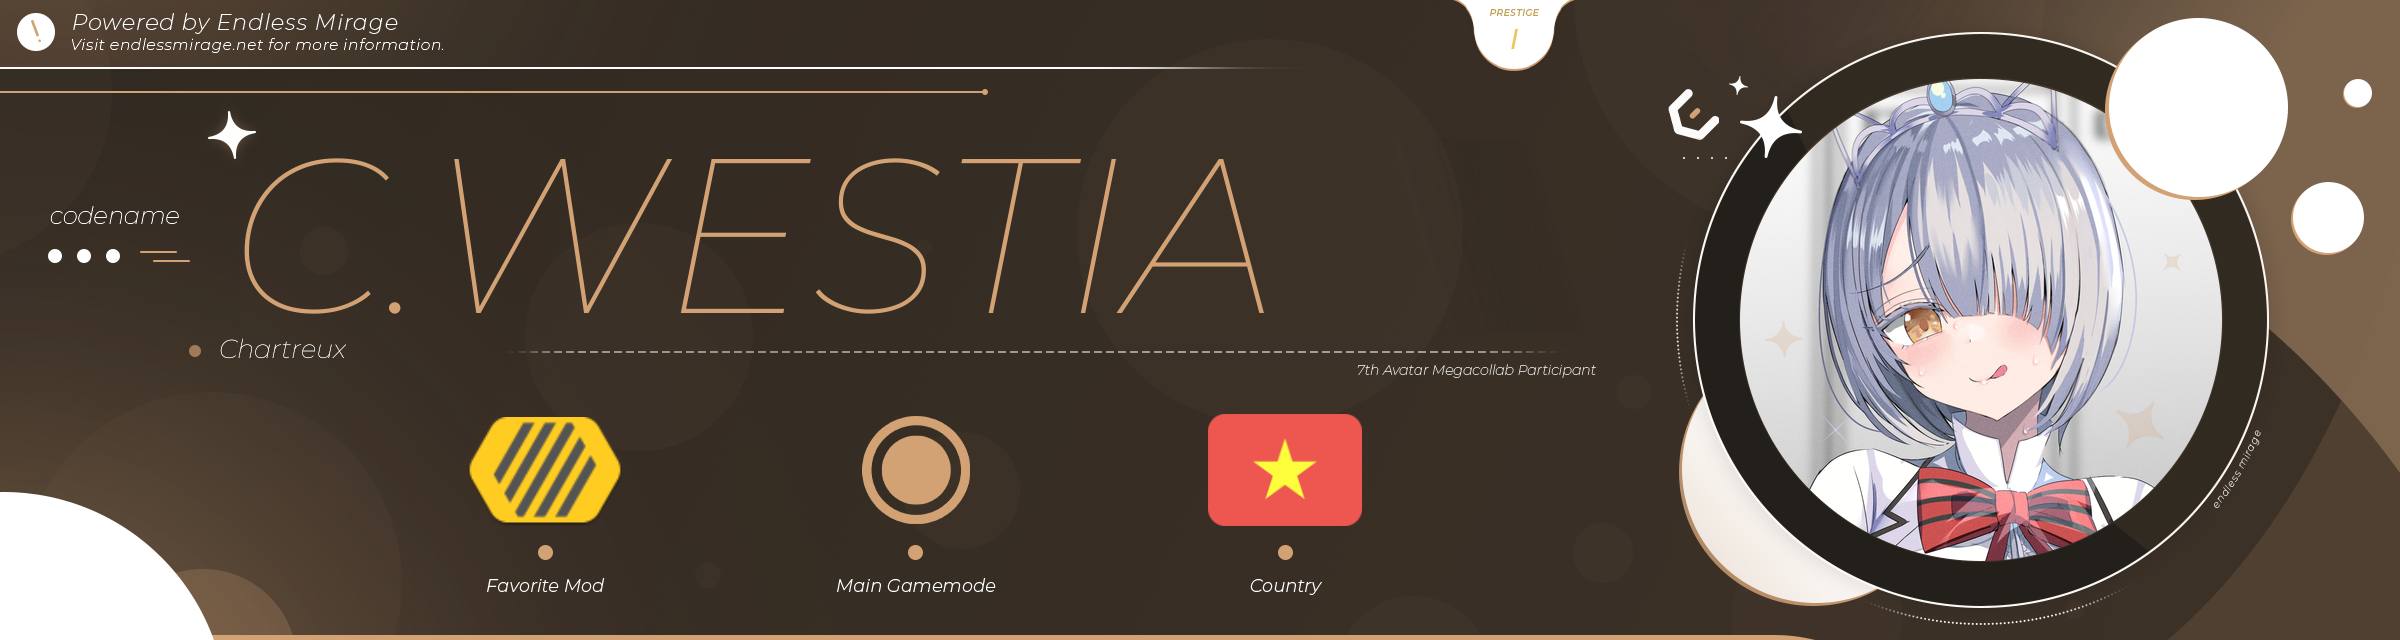 Powered by Endless Mirage
Visit endlessmirage.net for more information.
PRESTIGE
I
codename
C.WESTIA
Chartreux
7th Avatar Megacollab Participant
Favorite Mod
Main Gamemode
Country
endless mirage